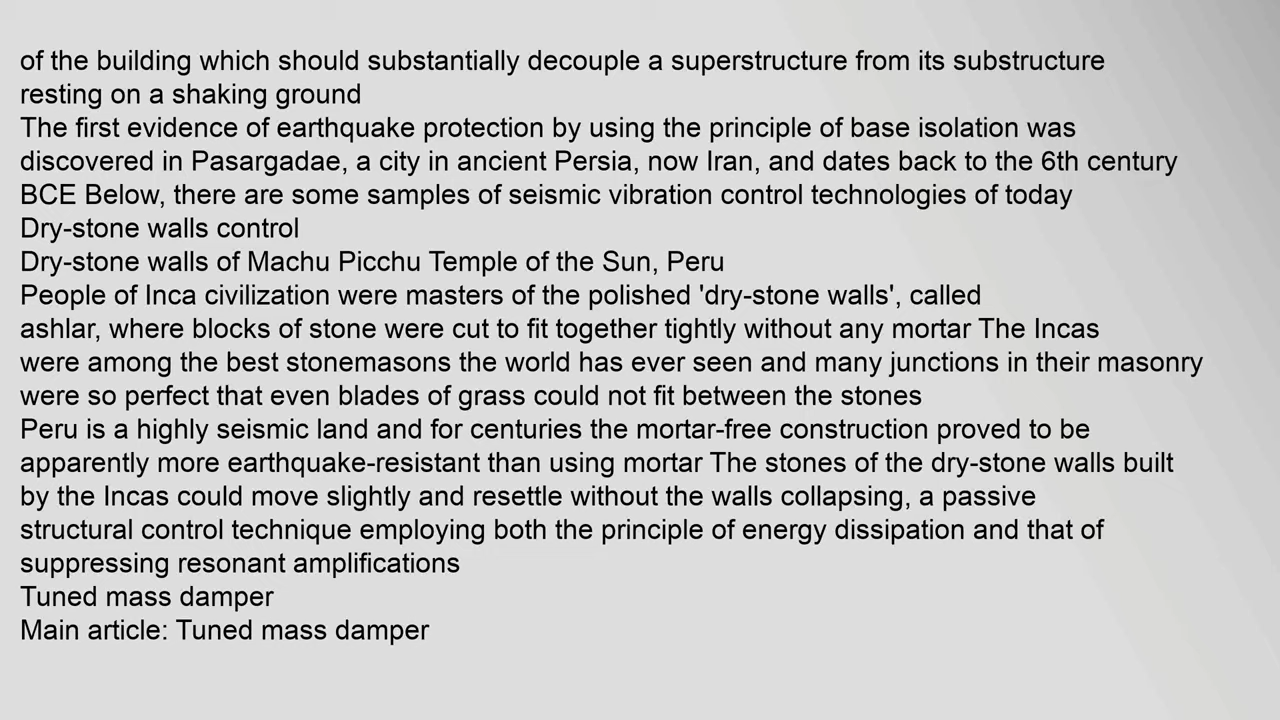 of the building which should substantially decouple a superstructure from its substructure
resting on a shaking ground
The first evidence of earthquake protection by using the principle of base isolation was
discovered in Pasargadae, a city in ancient Persia, now Iran, and dates back to the 6th century
BCE Below, there are some samples of seismic vibration control technologies of today
Dry-stone walls control
Dry-stone walls of Machu Picchu Temple of the Sun, Peru
People of Inca civilization were masters of the polished 'dry-stone walls', called
ashlar, where blocks of stone were cut to fit together tightly without any mortar The Incas
were among the best stonemasons the world has ever seen and many junctions in their masonry
were so perfect that even blades of grass could not fit between the stones
Peru is a highly seismic land and for centuries the mortar-free construction proved to be
apparently more earthquake-resistant than using mortar The stones of the dry-stone walls built
by the Incas could move slightly and resettle without the walls collapsing, a passive
structural control technique employing both the principle of energy dissipation and that of
suppressing resonant amplifications
Tuned mass damper
Main article: Tuned mass damper